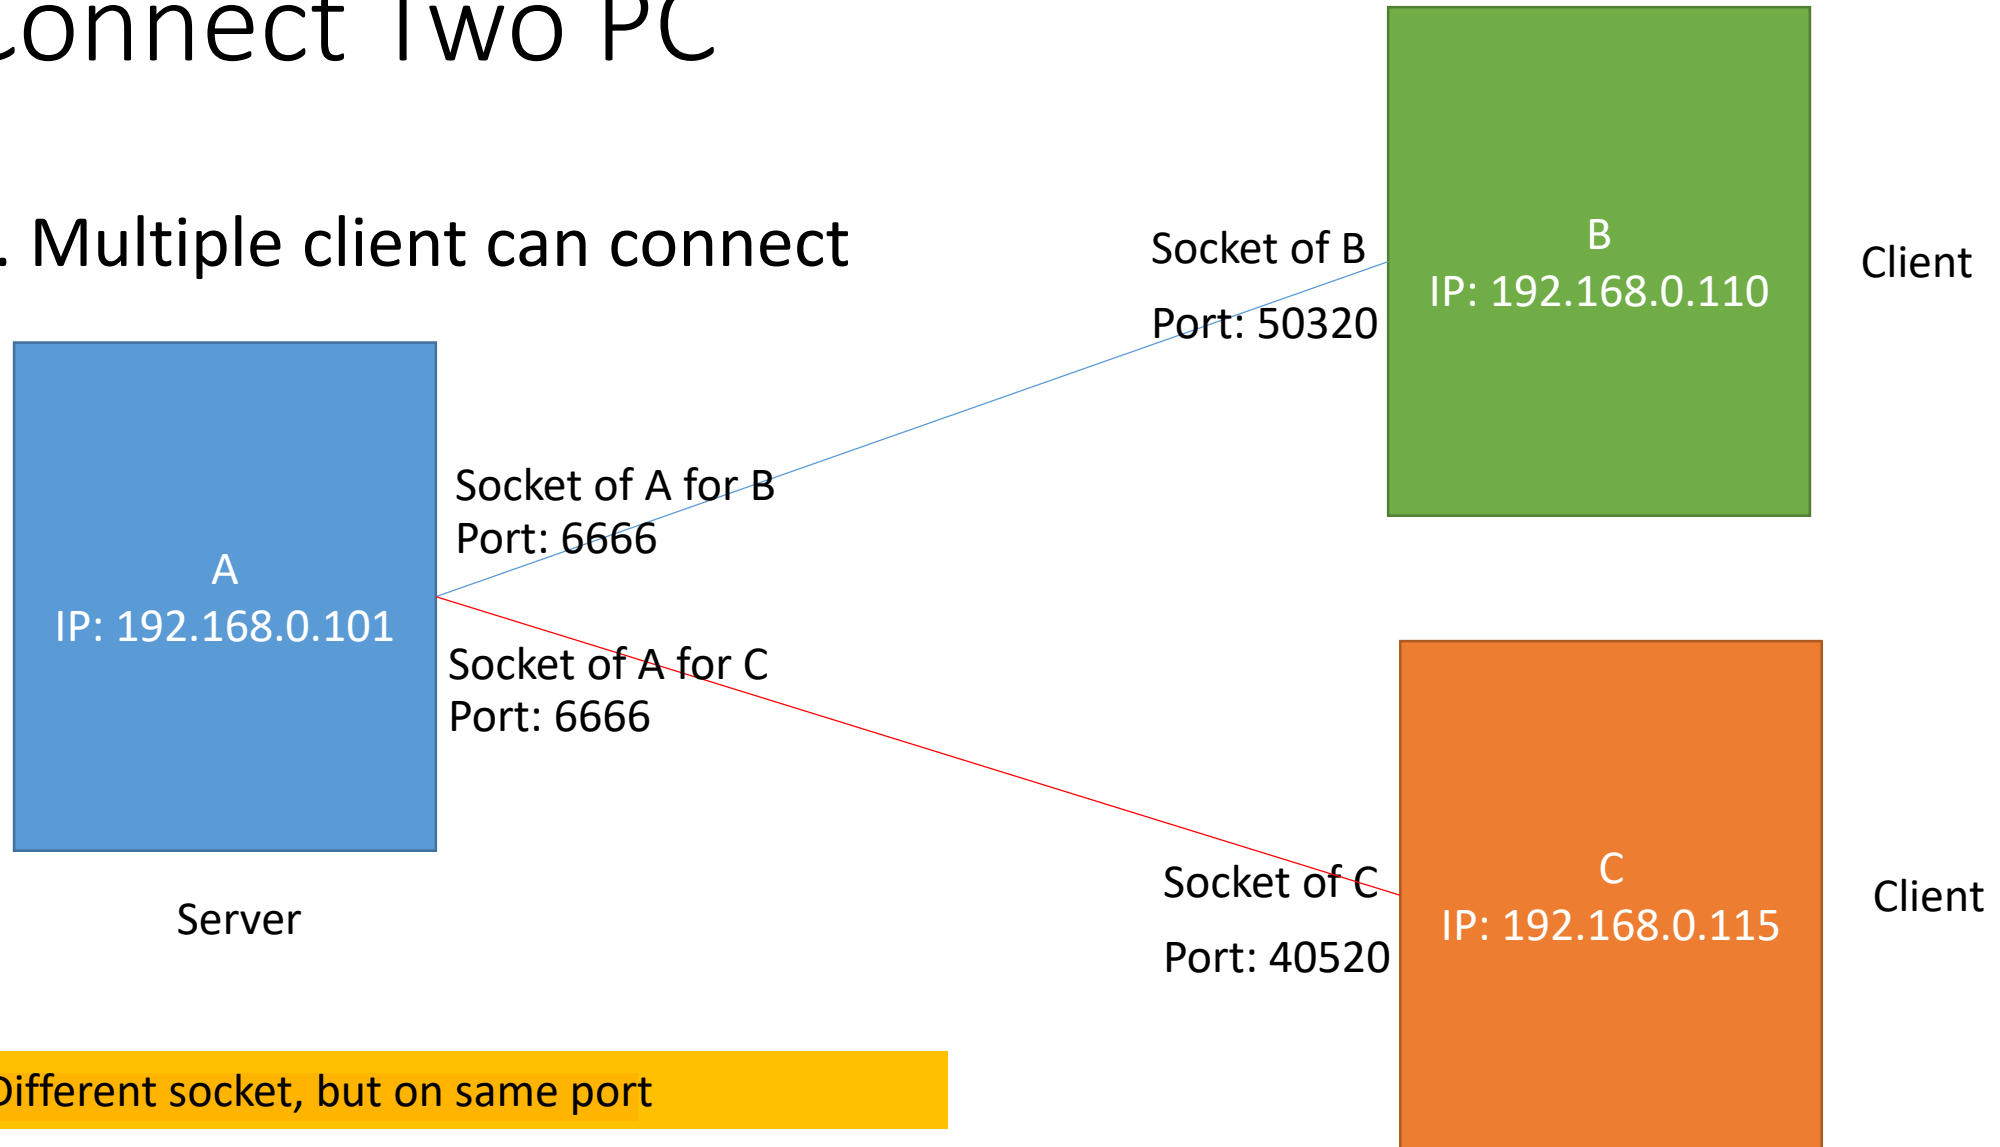 Connect Two PC
. Multiple client can connect
Socket of B
Port: 50320
B
IP: 192.168.0.110
Client
Socket of A for B
Port: 6666
A
IP: 192.168.0.101
Socket of A for C
Port: 6666
Server
Socket of C
Port: 40520
C
IP: 192.168.0.115
Client
Different socket, but on same port